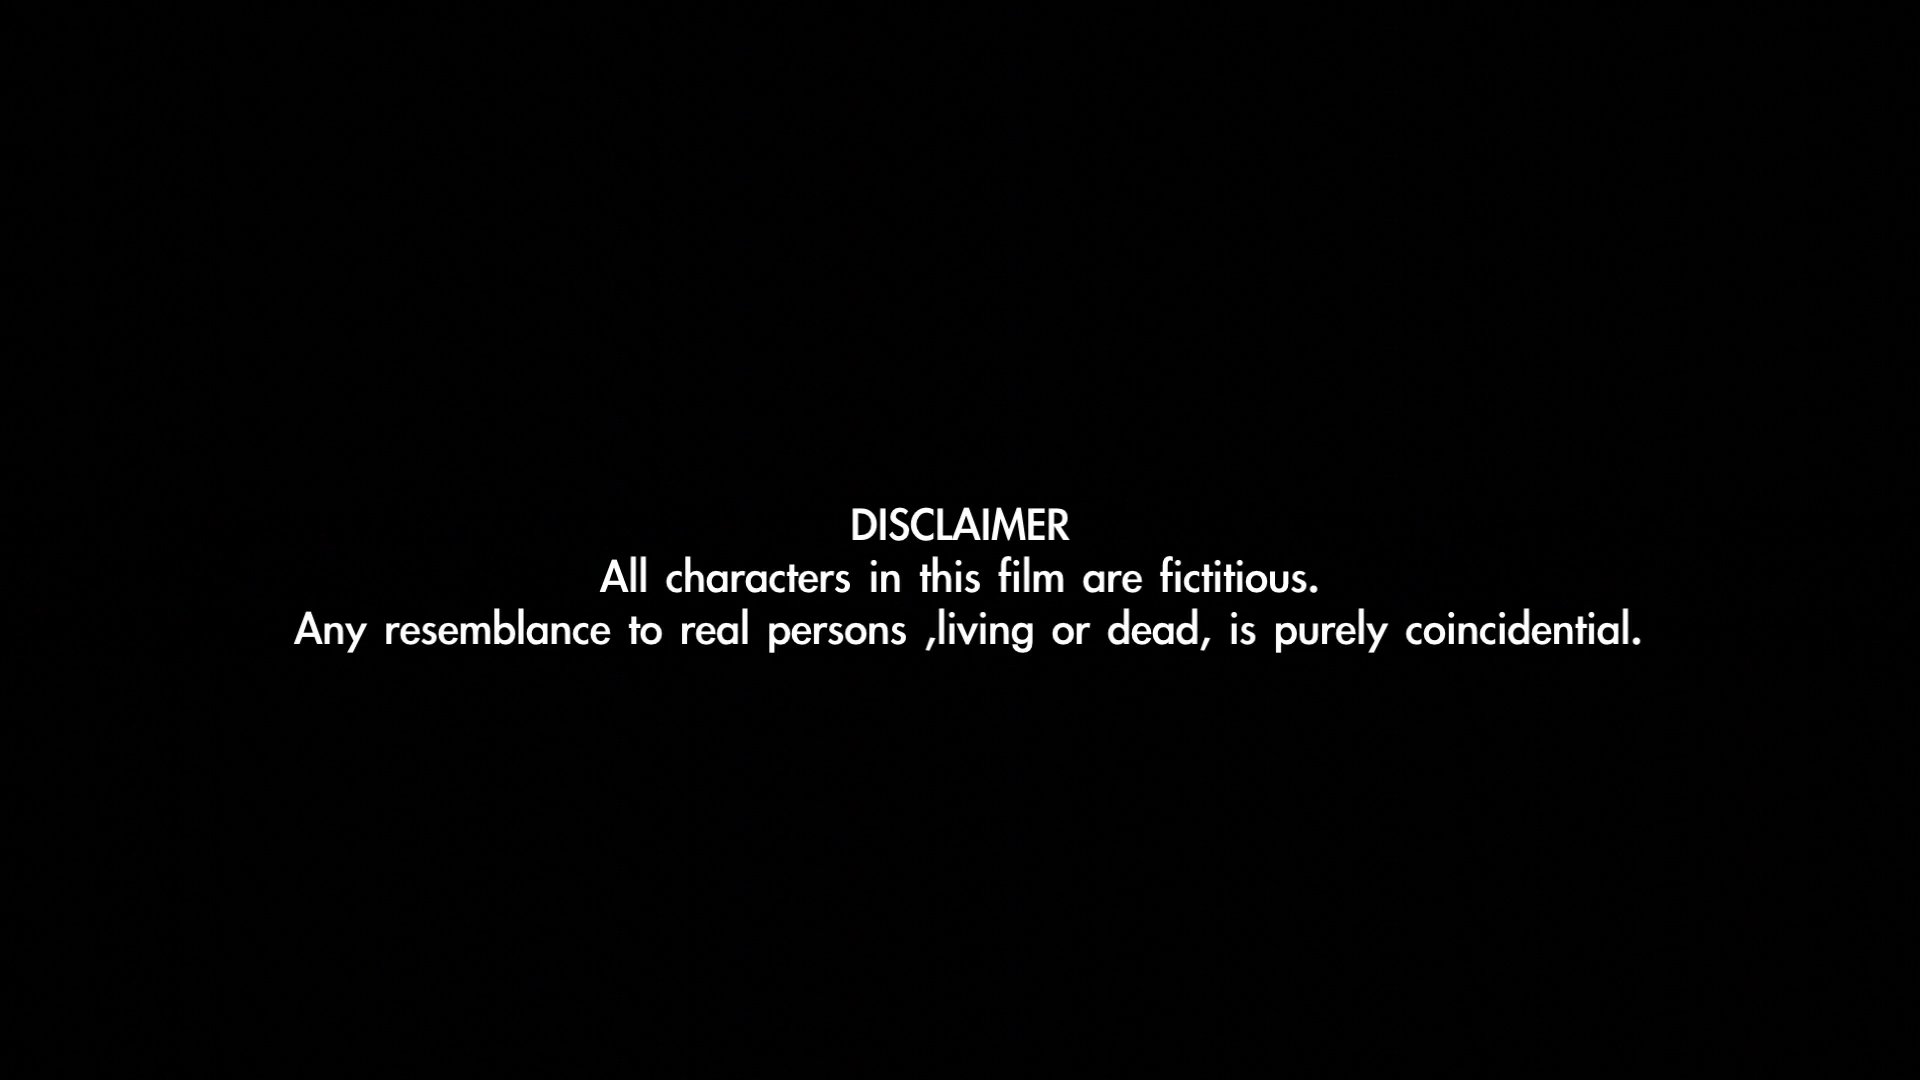 DISCLAIMER
All characters in this film are fictitious.
Any resemblance to real persons ,living or dead, is purely coincidential.